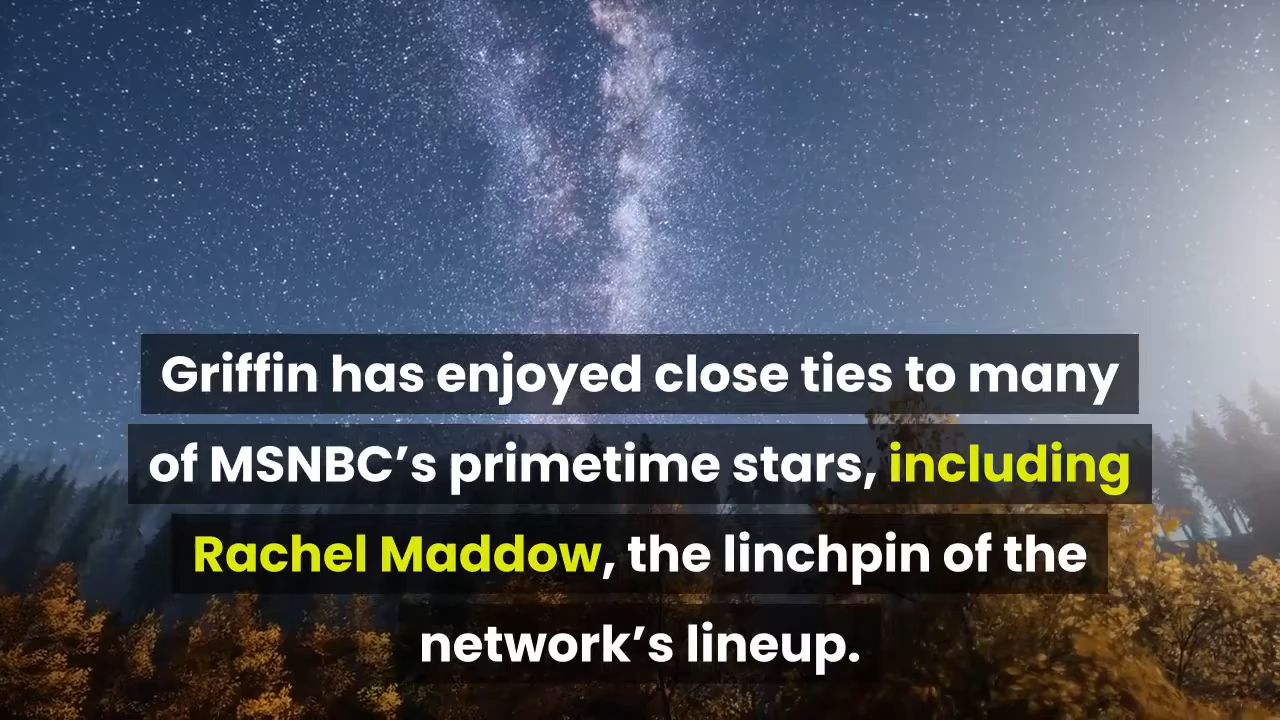 Griffin has enjoyed close ties to many
of MSNBC’s primetime stars, including
Rachel Maddow, the linchpin of the
network’s lineup.